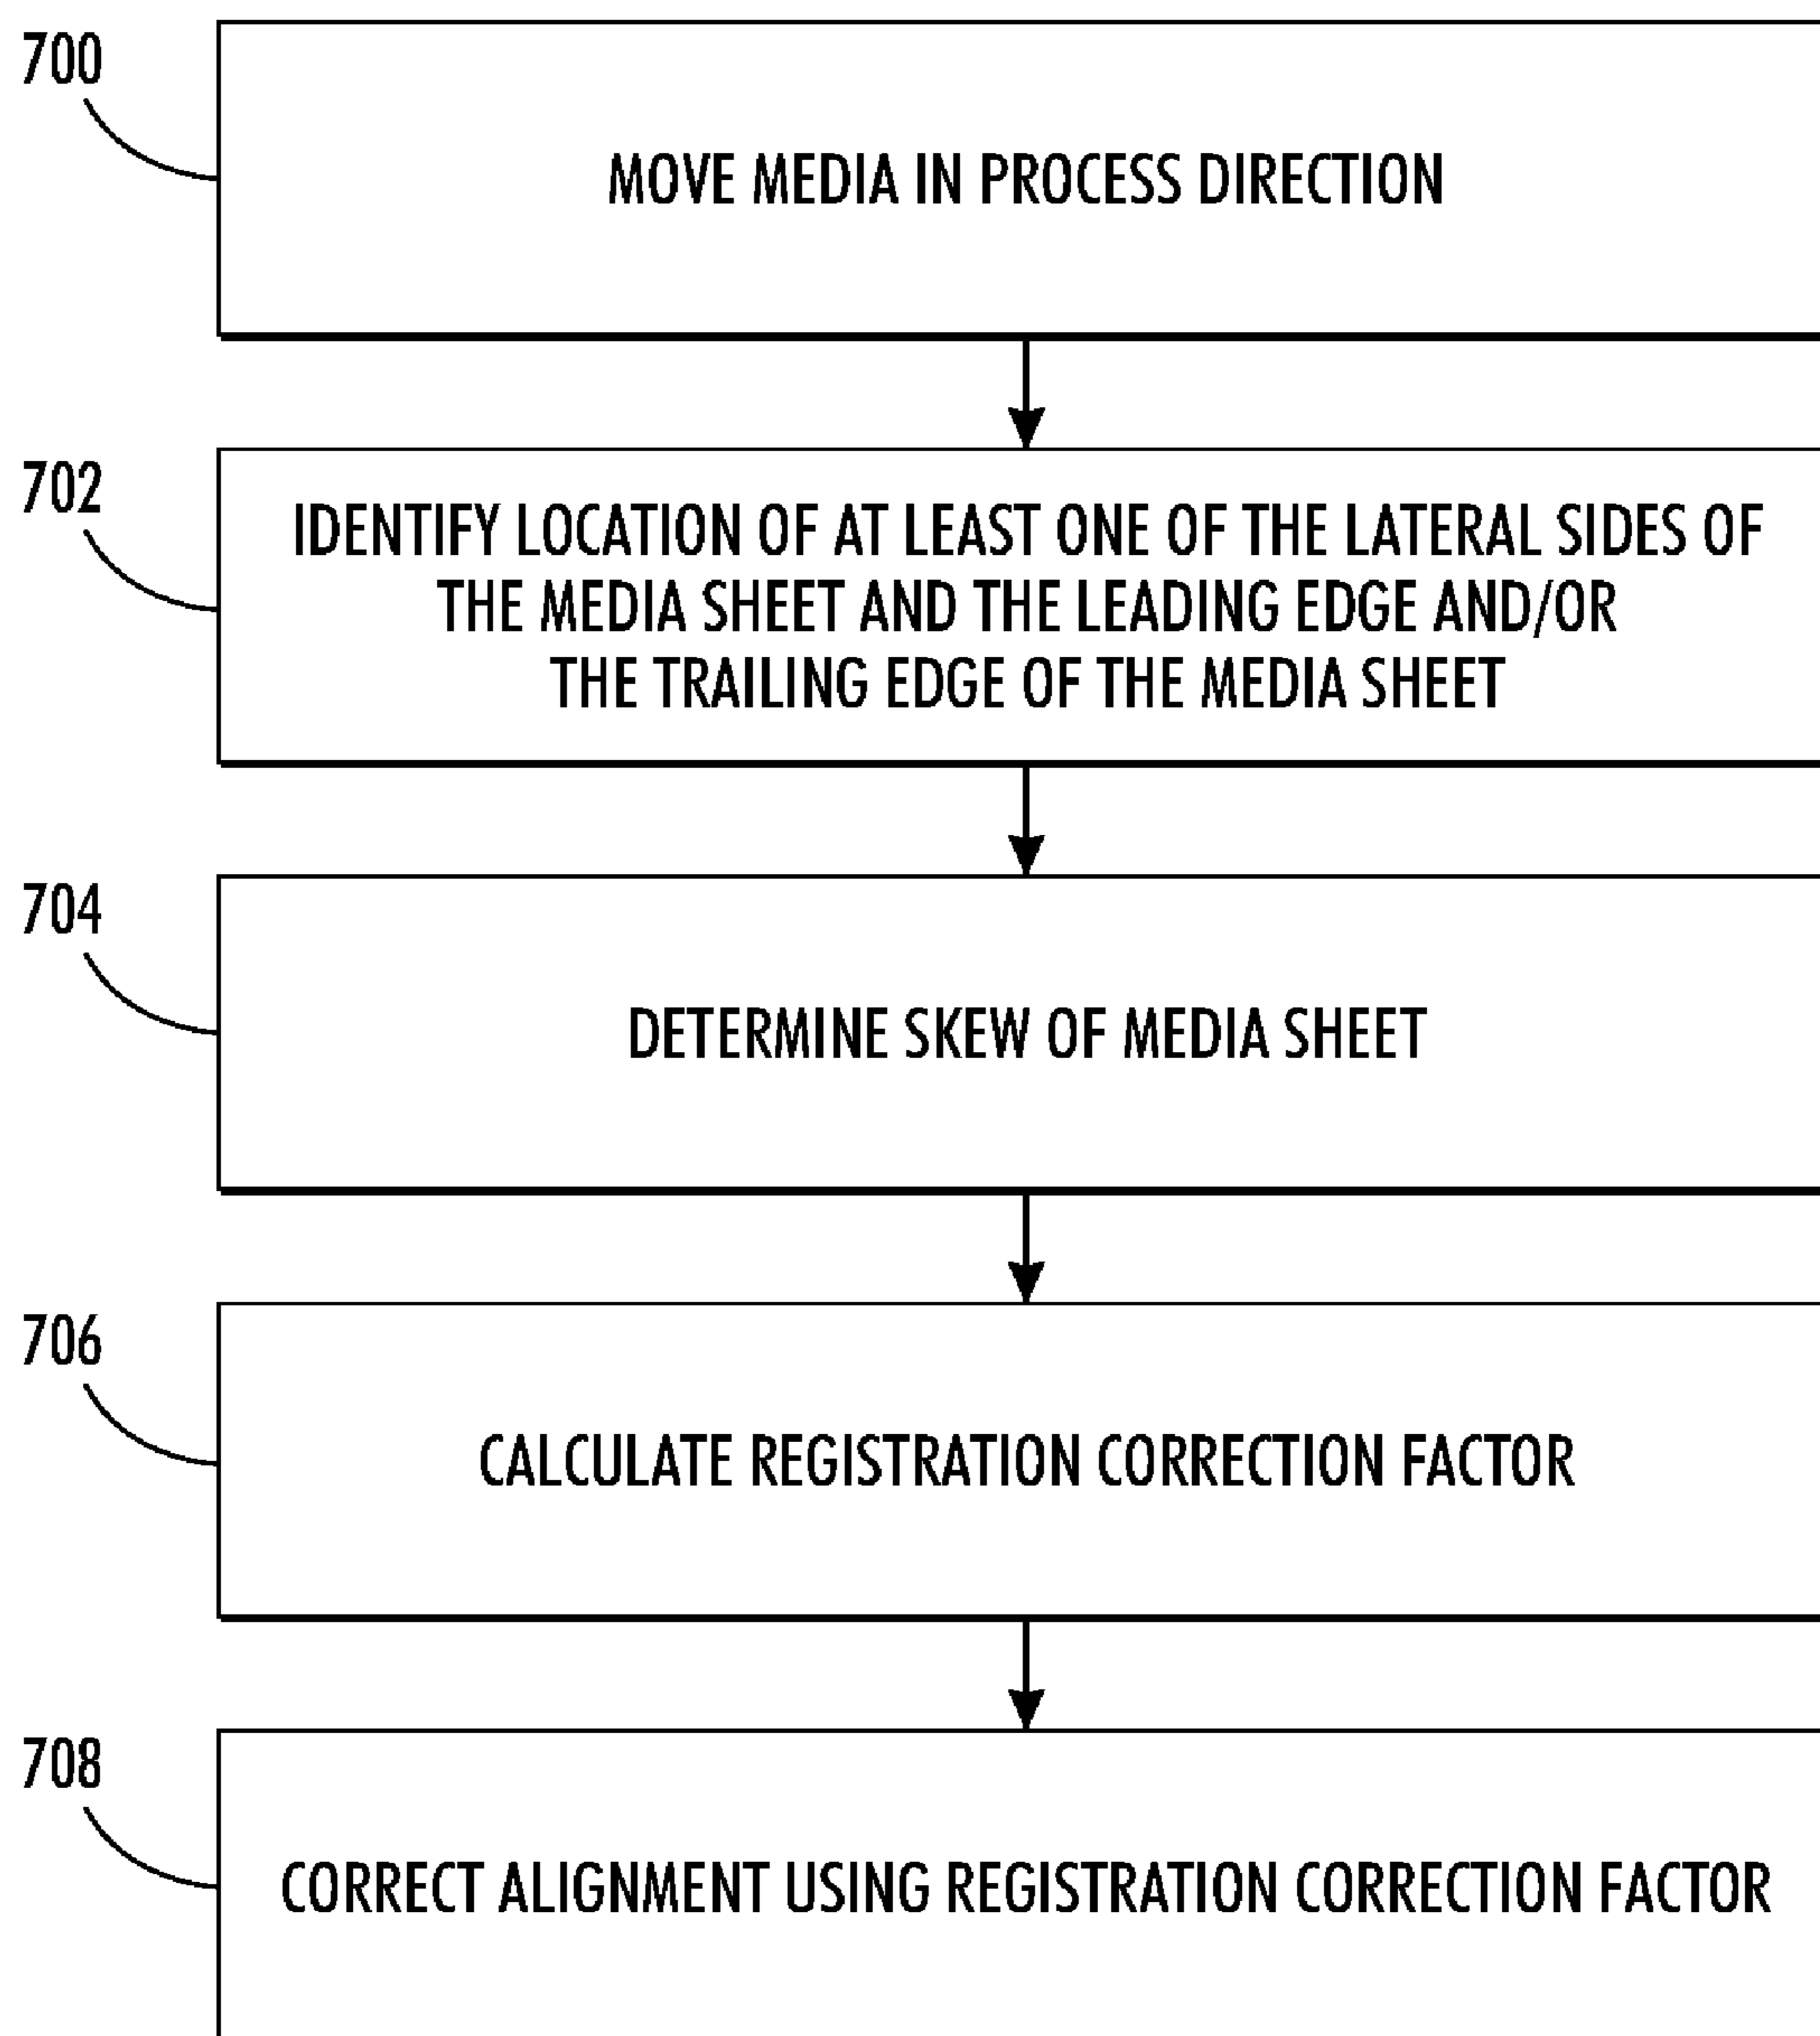 700
MOVE MEDIA IN PROCESS DIRECTION
702
IDENTIFY LOCATION OF AT LEAST ONE OF THE LATERAL SIDES OF
THE MEDIA SHEET AND THE LEADING EDGE AND/OR
THE TRAILING EDGE OF THE MEDIA SHEET
704
DETERMINE SKEW OF MEDIA SHEET
706
CALCULATE REGISTRATION CORRECTION FACTOR
708
CORRECT ALIGNMENT USING REGISTRATION CORRECTION FACTOR